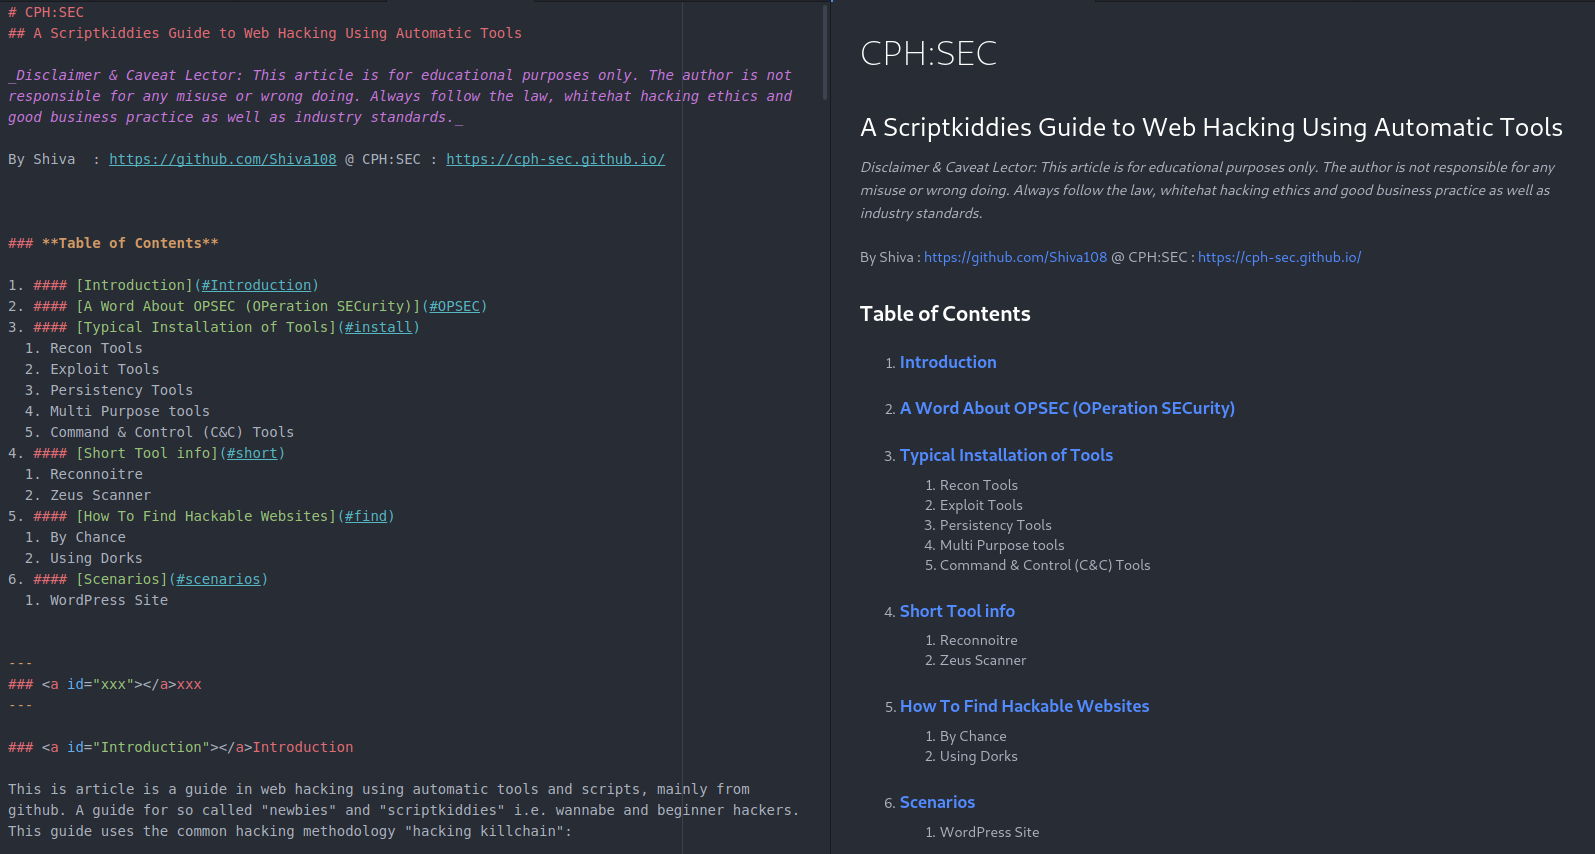 # CPH:SEC
## A Scriptkiddies Guide to Web Hacking Using Automatic Tools
_Disclaimer & Caveat Lector: This article is for educational purposes only. The author is not
responsible for any misuse or wrong doing. Always follow the law, whitehat hacking ethics and
good business practice as well as industry standards._
By Shiva  : https://github.com/Shiva108 @ CPH:SEC : https://cph-sec.github.io/
### **Table of Contents**
1. #### [Introduction](#Introduction)
2. #### [A Word About OPSEC (OPeration SECurity)](#OPSEC)
3. #### [Typical Installation of Tools](#install)
1. Recon Tools
2. Exploit Tools
3. Persistency Tools
4. Multi Purpose tools
5. Command & Control (C&C) Tools
4. #### [Short Tool info](#short)
1. Reconnoitre
2. Zeus Scanner
5. #### [How To Find Hackable Websites](#find)
1. By Chance
2. Using Dorks
6. #### [Scenarios](#scenarios)
1. WordPress Site
---
### <a id="xxx"></a>xxx
---
### <a id="Introduction"></a>Introduction
This is article is a guide in web hacking using automatic tools and scripts, mainly from
github. A guide for so called "newbies" and "scriptkiddies" i.e. wannabe and beginner hackers.
This guide uses the common hacking methodology "hacking killchain":
CPH:SEC
A Scriptkiddies Guide to Web Hacking Using Automatic Tools
Disclaimer & Caveat Lector: This article is for educational purposes only. The author is not responsible for any
misuse or wrong doing. Always follow the law, whitehat hacking ethics and good business practice as well as
industry standards.
By Shiva : https://github.com/Shiva108 @ CPH:SEC : https://cph-sec.github.io/
Table of Contents
1. Introduction
2. A Word About OPSEC (OPeration SECurity)
3. Typical Installation of Tools
1. Recon Tools
2. Exploit Tools
3. Persistency Tools
4. Multi Purpose tools
5. Command & Control (C&C) Tools
4. Short Tool info
1. Reconnoitre
2. Zeus Scanner
5. How To Find Hackable Websites
1. By Chance
2. Using Dorks
6. Scenarios
1. WordPress Site